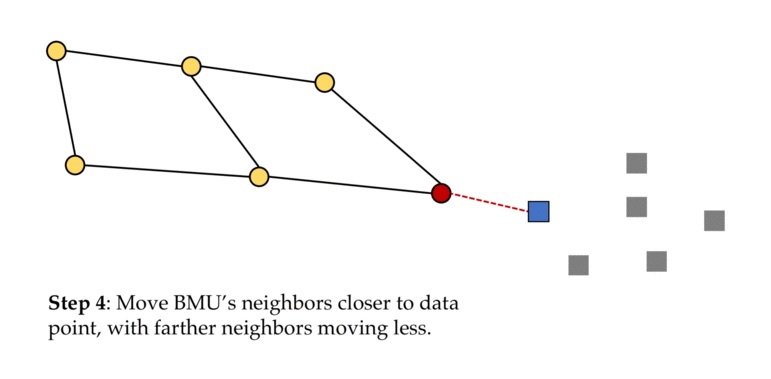 Step 4: Move BMU’s neighbors closer to data
point, with farther neighbors moving less.